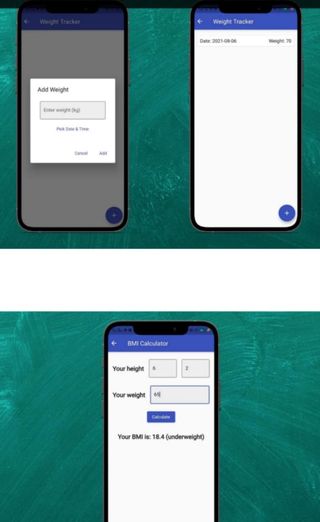 Weight Tracker
Add Weight
Enter weight (kg)
Pick Date & Time
Cancel Add
+
Weight Tracker
Date: 2021-08-06 Weight: 70
+
BMI Calculator
Your height 6 2
Your weight 65
Calculate
Your BMI is: 18.4 (underweight)